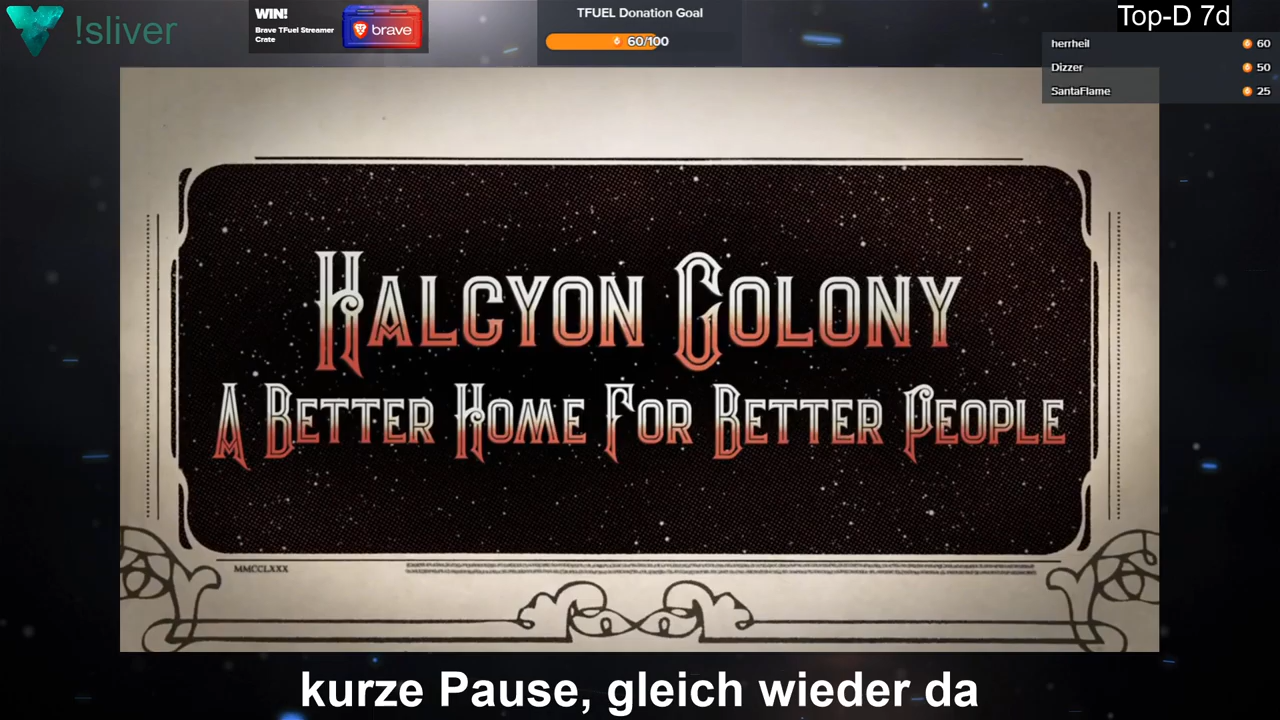 !sliver
WIN!
Brave TFuel Streamer
Crate
brave
TFUEL Donation Goal
60/100
Top-D 7d
herrheil 60
Dizzer 50
SantaFlame 25
HALCYON COLONY
A BETTER HOME FOR BETTER PEOPLE
MMCCLXXX
kurze Pause, gleich wieder da